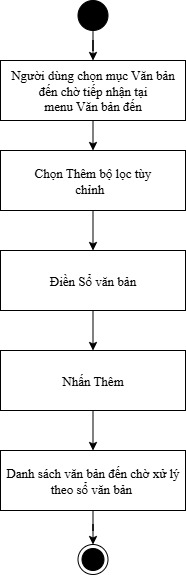 Người dùng chọn mục Văn bản
đến chờ tiếp nhận tại
menu Văn bản đến
Chọn Thêm bộ lọc tùy
chỉnh
Điền Sổ văn bản
Nhấn Thêm
Danh sách văn bản đến chờ xử lý
theo sổ văn bản